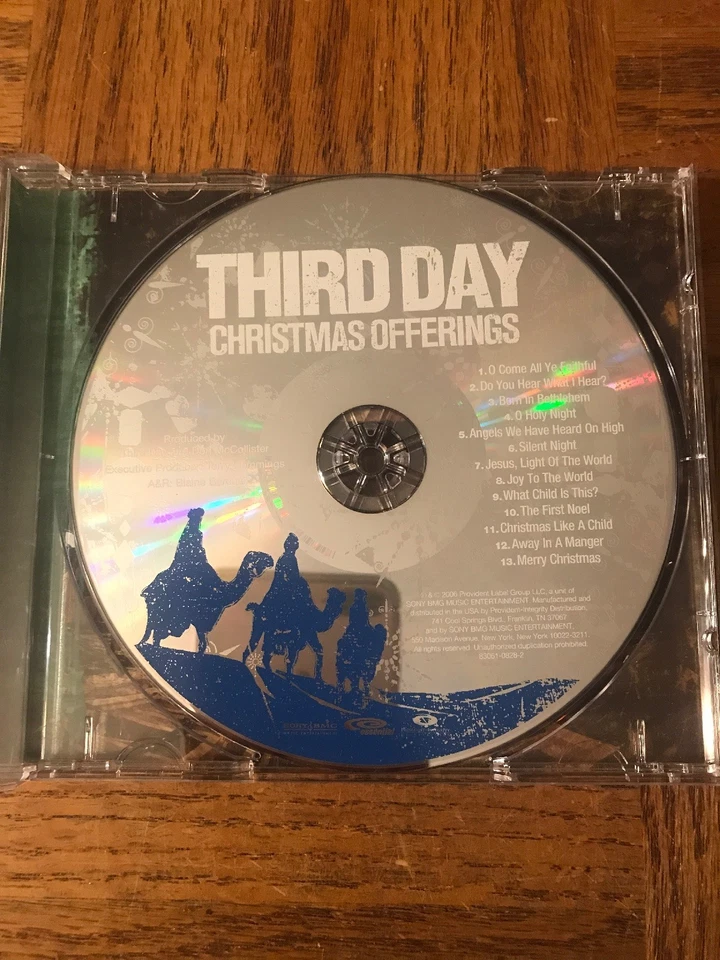 THIRD DAY
CHRISTMAS OFFERINGS
1. O Come All Ye Faithful
2. Do You Hear What I Hear?
3. Born in Bethlehem
4. O Holy Night
5. Angels We Have Heard On High
6. Silent Night
7. Jesus, Light Of The World
8. Joy To The World
9. What Child Is This?
10. The First Noel
11. Christmas Like A Child
12. Away In A Manger
13. Merry Christmas
Produced by
Executive
A&R:
& © 2006 Provident Label Group LLC, a unit of
SONY BMG MUSIC ENTERTAINMENT. Manufactured and
distributed in the USA by Provident-Integrity Distribution,
741 Cool Springs Blvd., Franklin, TN 37067
and by SONY BMG MUSIC ENTERTAINMENT,
550 Madison Avenue, New York, New York 10022-3211
All rights reserved. Unauthorized duplication prohibited.
83061-0828-2
SONY BMG